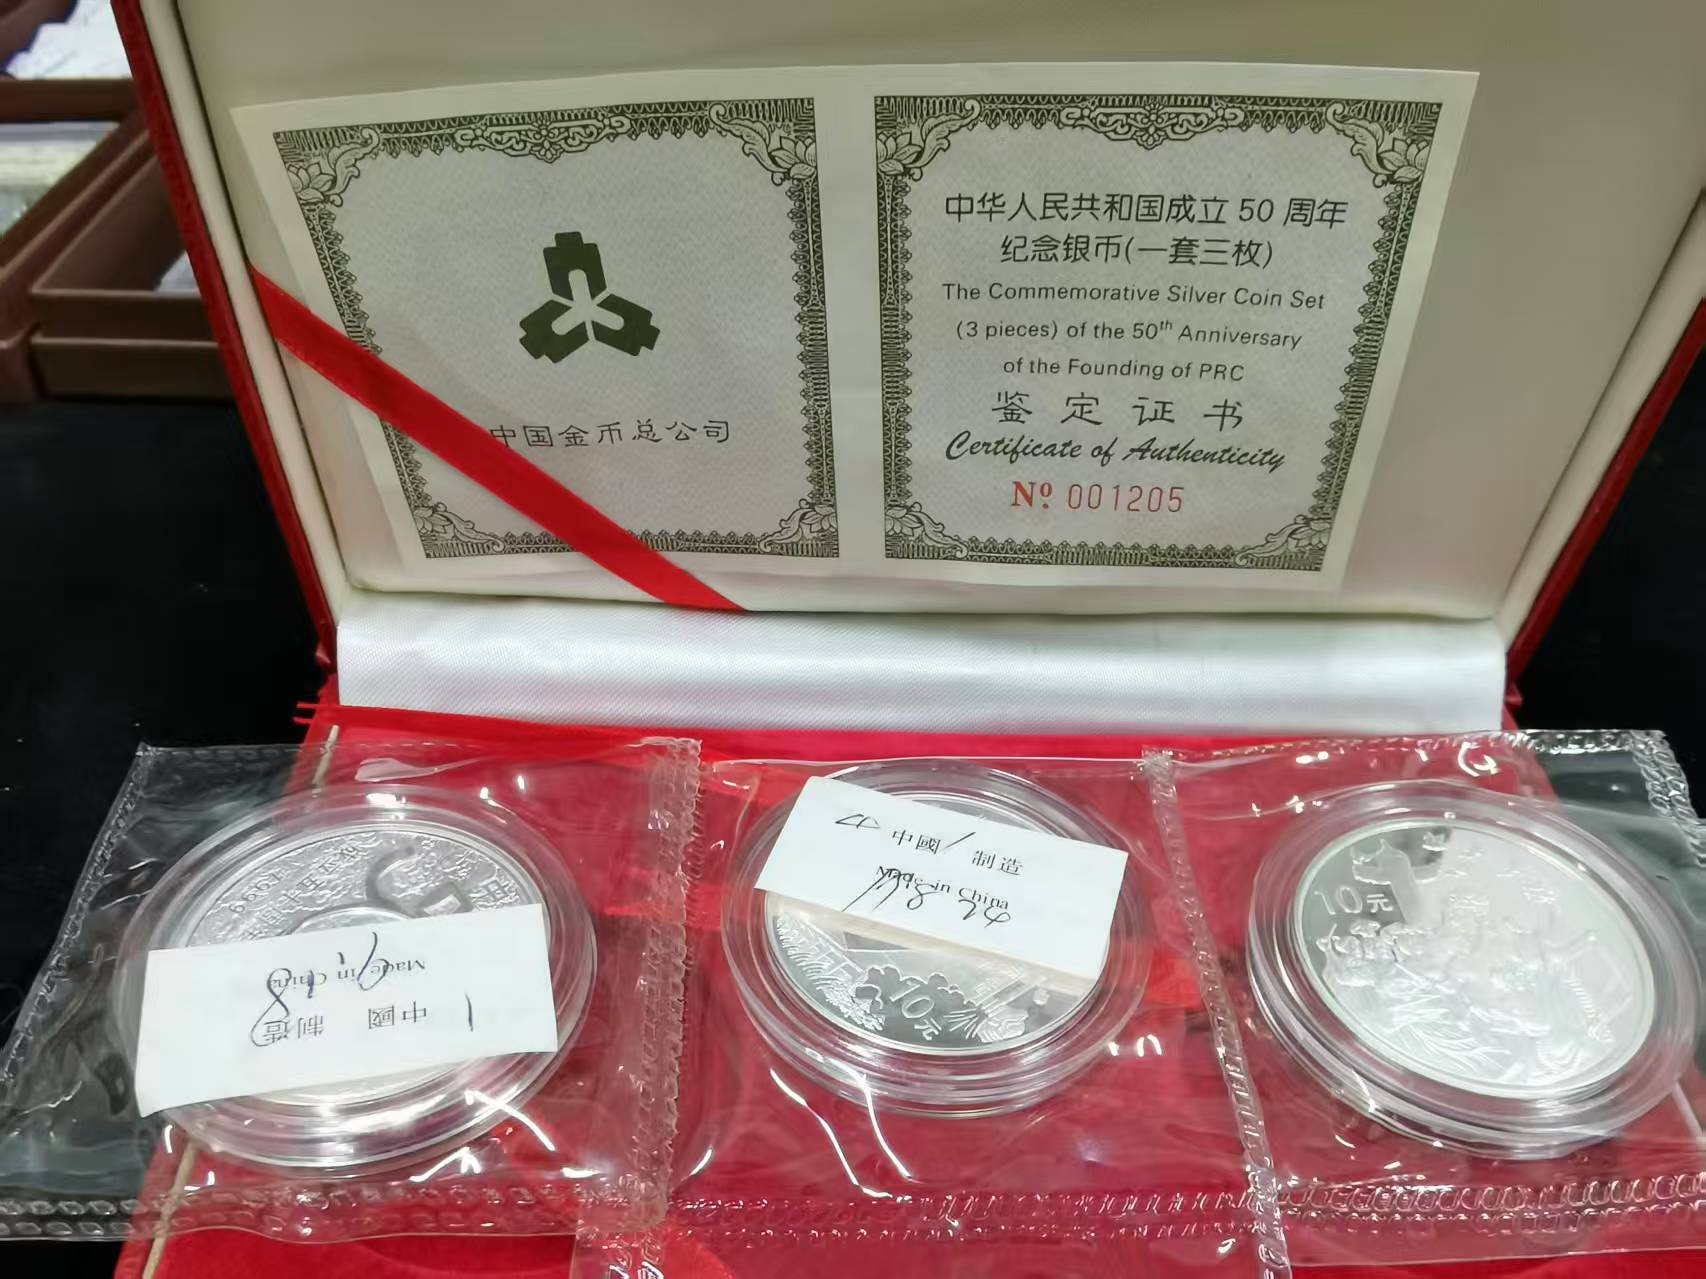 中国金币总公司
中华人民共和国成立 50 周年
纪念银币(一套三枚)
The Commemorative Silver Coin Set
(3 pieces) of the 50th Anniversary
of the Founding of PRC
鉴 定 证 书
Certificate of Authenticity
Nº 001205
1999
中國 制造
Made in China
中國 制造
Made in China
10元
10元